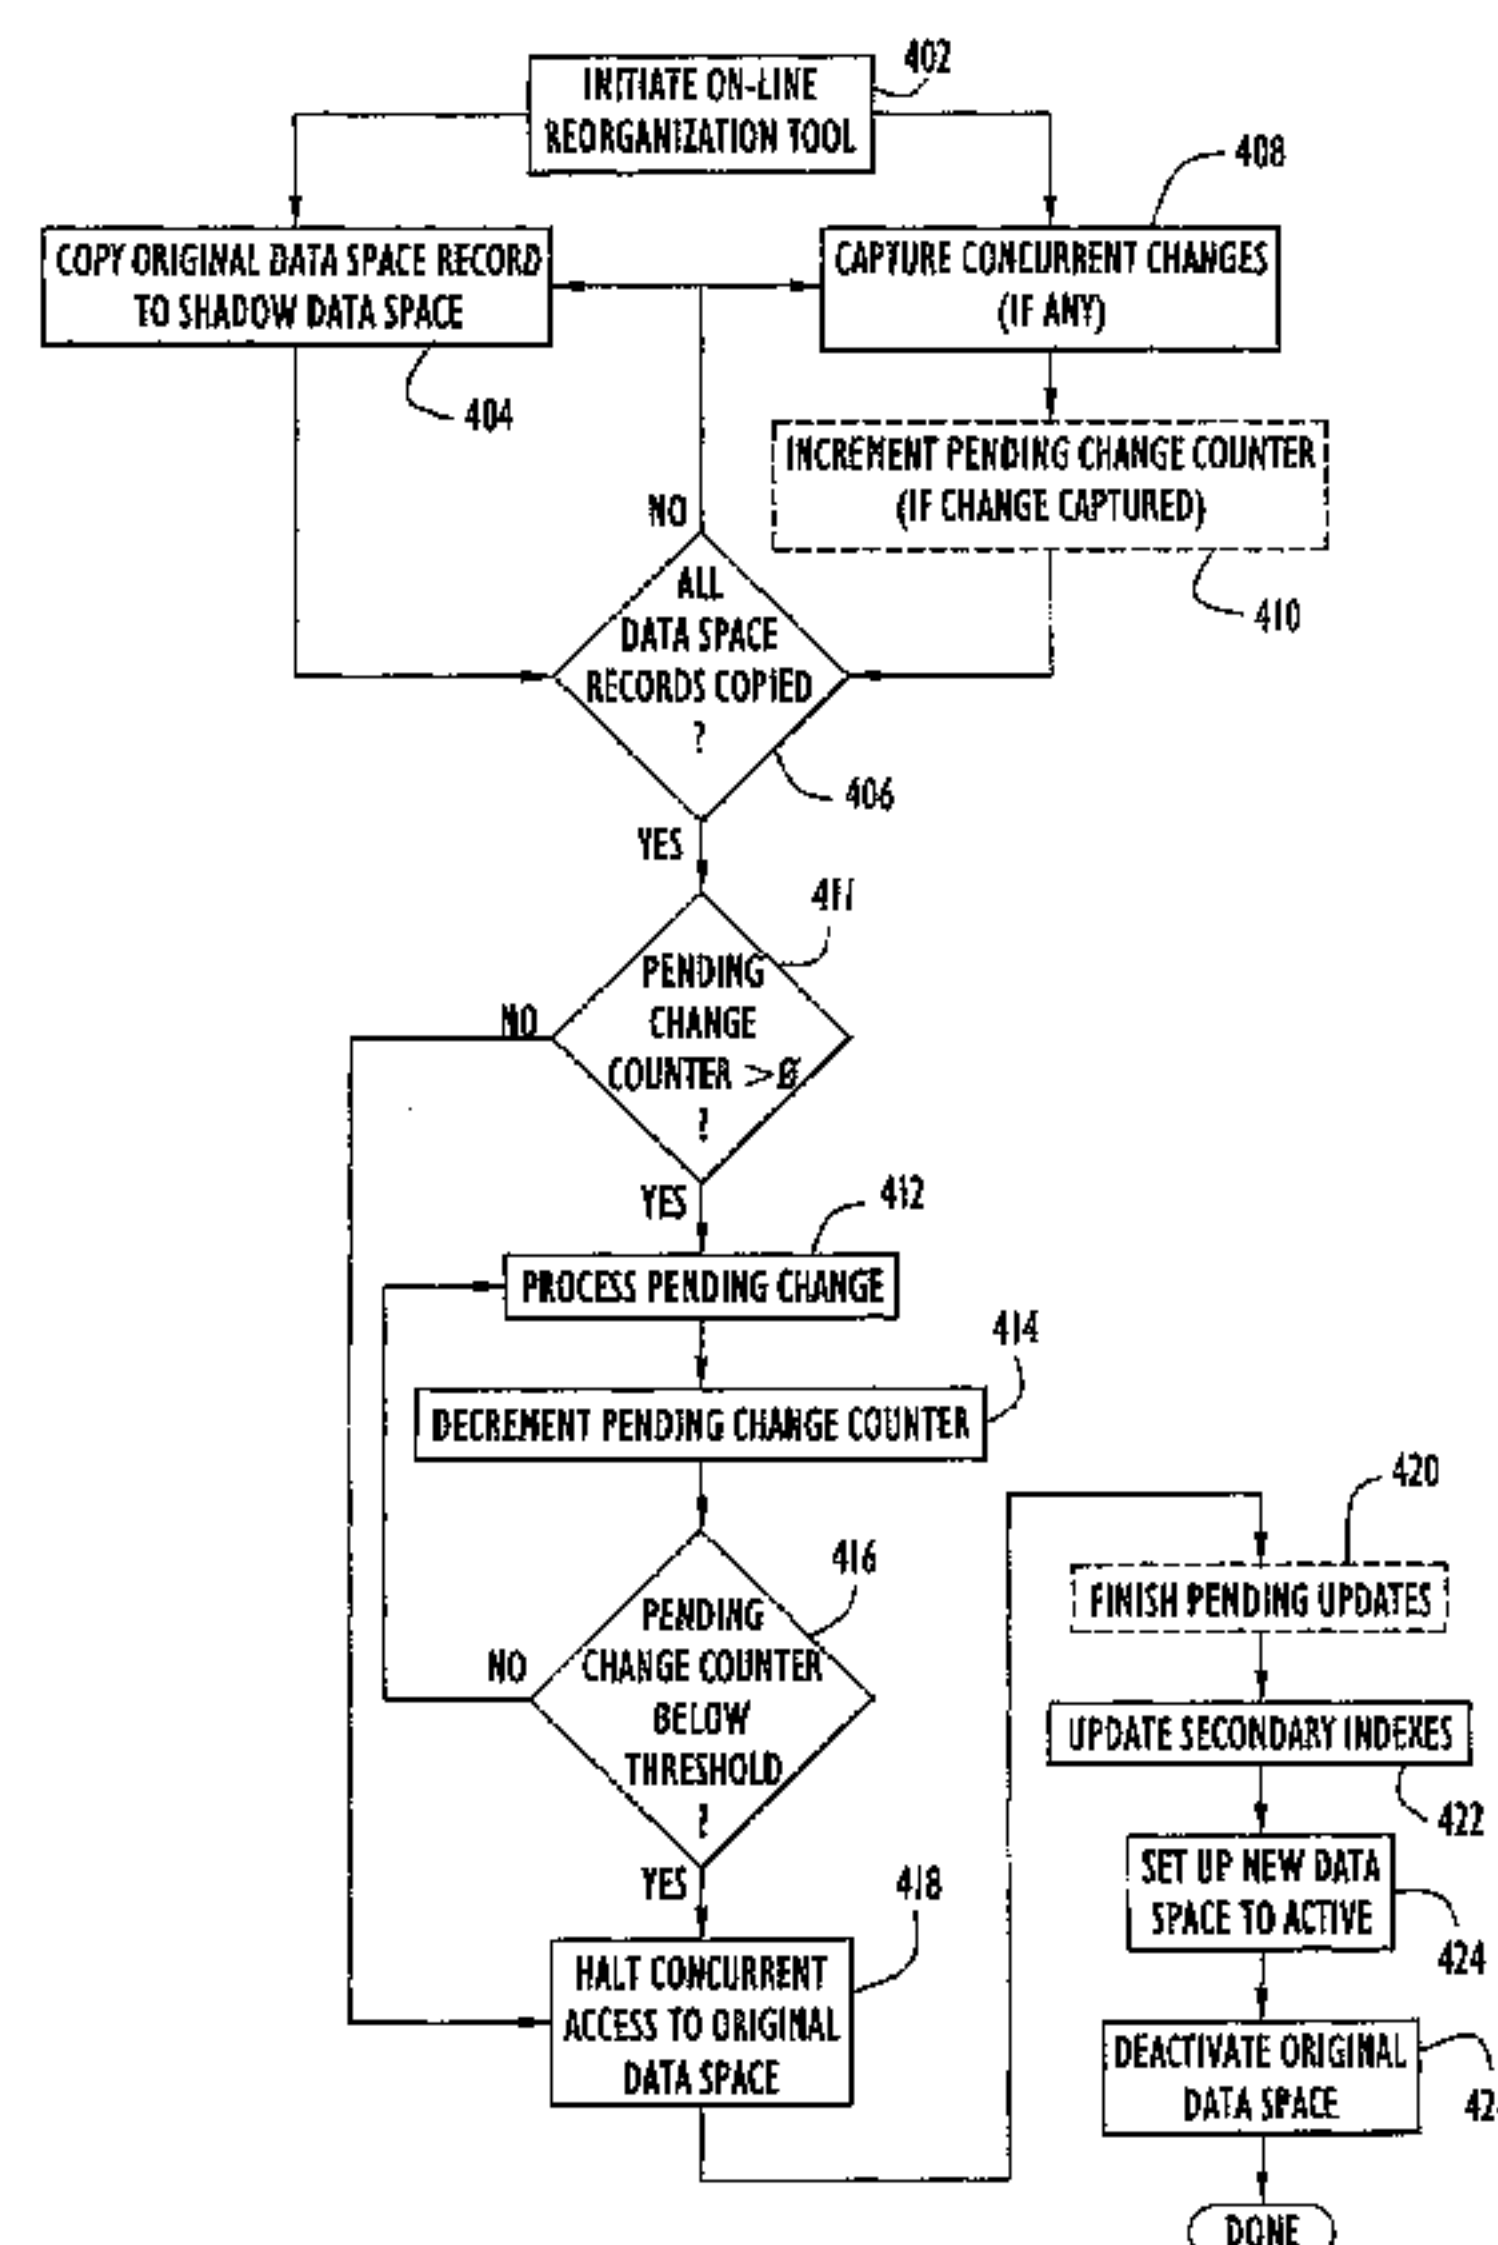 402
INITIATE ON-LINE
REORGANIZATION TOOL
408
COPY ORIGINAL DATA SPACE RECORD
TO SHADOW DATA SPACE
404
CAPTURE CONCURRENT CHANGES
(IF ANY)
INCREMENT PENDING CHANGE COUNTER
(IF CHANGE CAPTURED)
410
NO
ALL
DATA SPACE
RECORDS COPIED
?
406
YES
411
PENDING
CHANGE
COUNTER >0
?
NO
YES
412
PROCESS PENDING CHANGE
414
DECREMENT PENDING CHANGE COUNTER
416
PENDING
CHANGE COUNTER
BELOW
THRESHOLD
?
NO
YES
418
HALT CONCURRENT
ACCESS TO ORIGINAL
DATA SPACE
420
FINISH PENDING UPDATES
UPDATE SECONDARY INDEXES
422
SET UP NEW DATA
SPACE TO ACTIVE
424
DEACTIVATE ORIGINAL
DATA SPACE
DONE